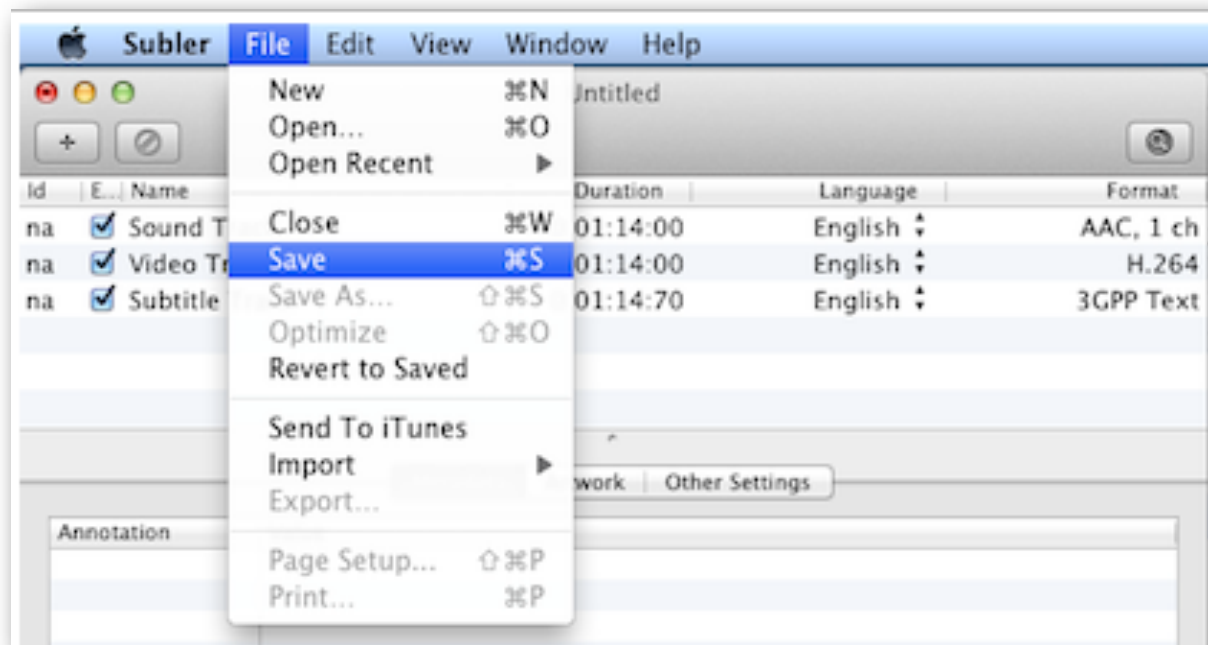 Subler File Edit View Window Help
New ⌘N
Open... ⌘O
Open Recent ▶
Close ⌘W
Save ⌘S
Save As... ⇧⌘S
Optimize ⇧⌘O
Revert to Saved
Send To iTunes
Import ▶
Export...
Page Setup... ⇧⌘P
Print... ⌘P
Untitled
Id E... Name Duration Language Format
na Sound T 01:14:00 English AAC, 1 ch
na Video Tr 01:14:00 English H.264
na Subtitle 01:14:70 English 3GPP Text
work Other Settings
Annotation